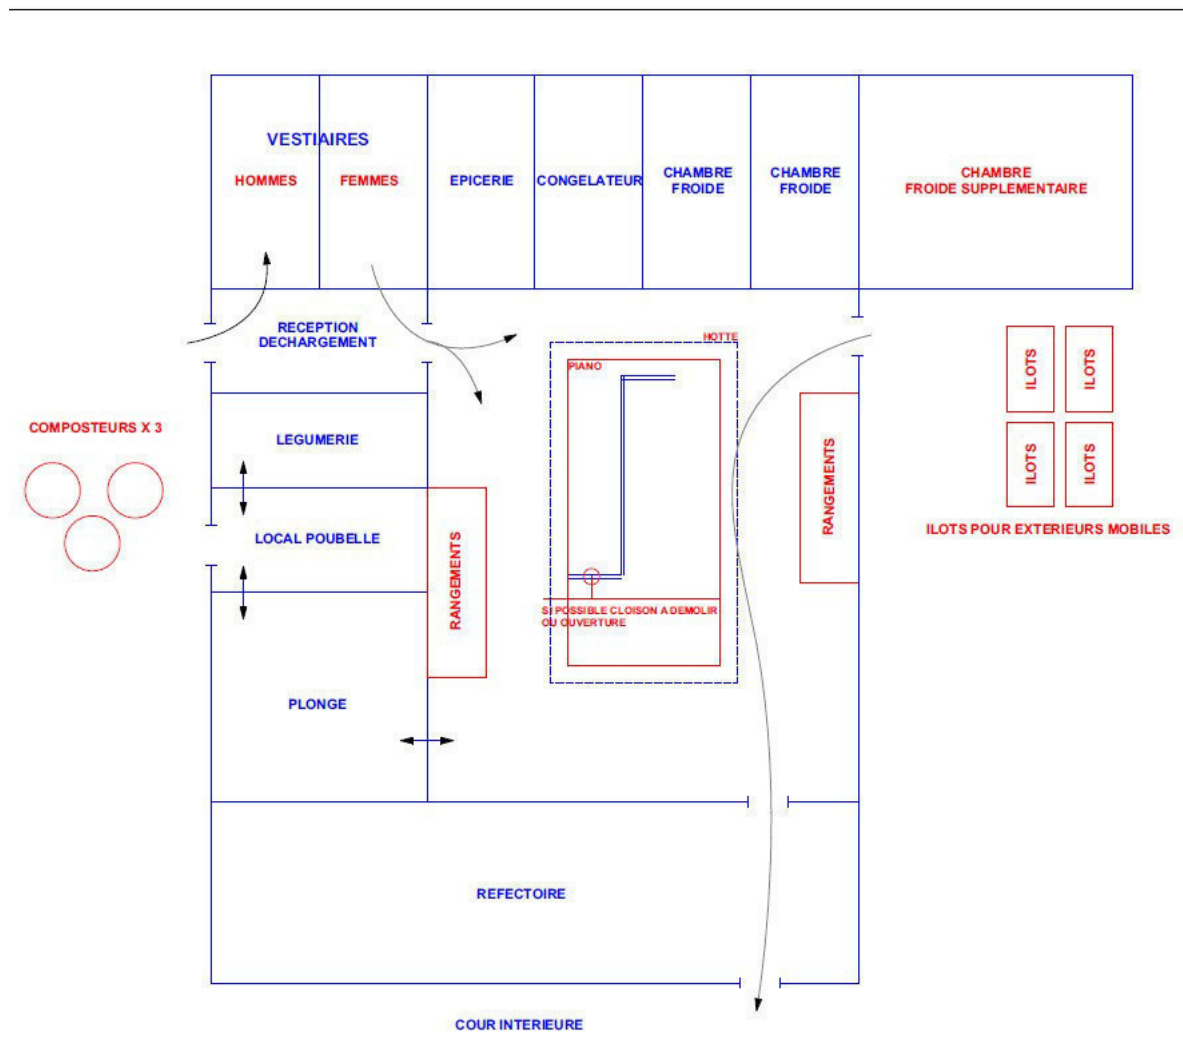 VESTIAIRES
HOMMES
FEMMES
EPICERIE
CONGELATEUR
CHAMBRE
FROIDE
CHAMBRE
FROIDE
CHAMBRE
FROIDE SUPPLEMENTAIRE
RECEPTION
DECHARGEMENT
HOTTE
PIANO
ILOTS
ILOTS
ILOTS
ILOTS
ILOTS POUR EXTERIEURS MOBILES
COMPOSTEURS X 3
LEGUMERIE
LOCAL POUBELLE
RANGEMENTS
RANGEMENTS
SI POSSIBLE CLOISON A DEMOLIR
OU OUVERTURE
PLONGE
REFECTOIRE
COUR INTERIEURE